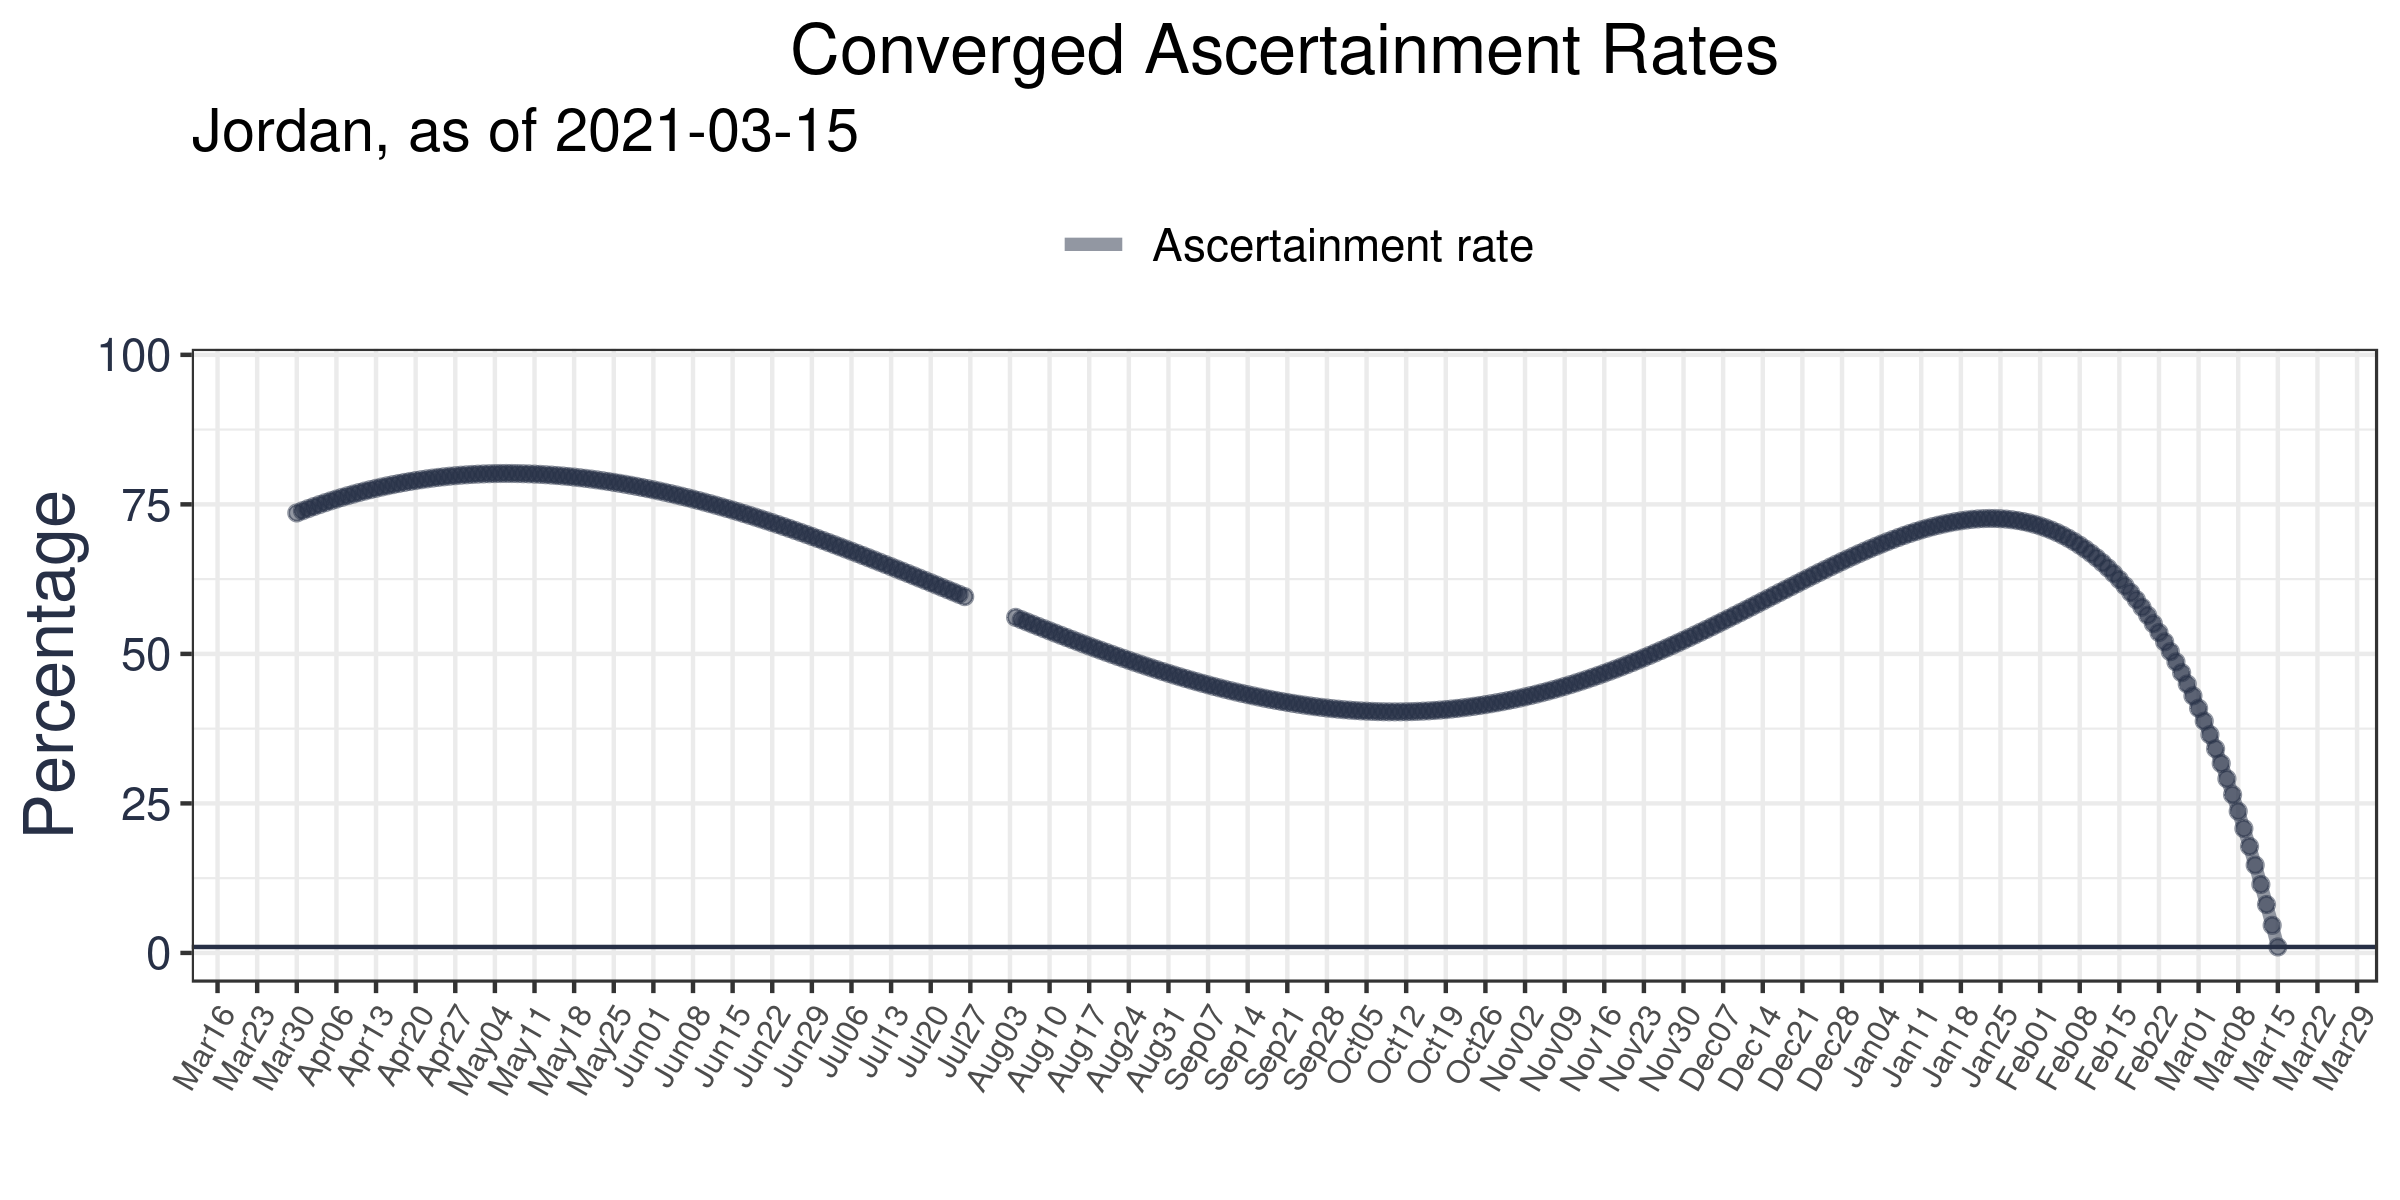 Converged Ascertainment Rates
Jordan, as of 2021-03-15
Ascertainment rate
Percentage
100
75
50
25
0
Mar16 Mar23 Mar30 Apr06 Apr13 Apr20 Apr27 May04 May11 May18 May25 Jun01 Jun08 Jun15 Jun22 Jun29 Jul06 Jul13 Jul20 Jul27 Aug03 Aug10 Aug17 Aug24 Aug31 Sep07 Sep14 Sep21 Sep28 Oct05 Oct12 Oct19 Oct26 Nov02 Nov09 Nov16 Nov23 Nov30 Dec07 Dec14 Dec21 Dec28 Jan04 Jan11 Jan18 Jan25 Feb01 Feb08 Feb15 Feb22 Mar01 Mar08 Mar15 Mar22 Mar29